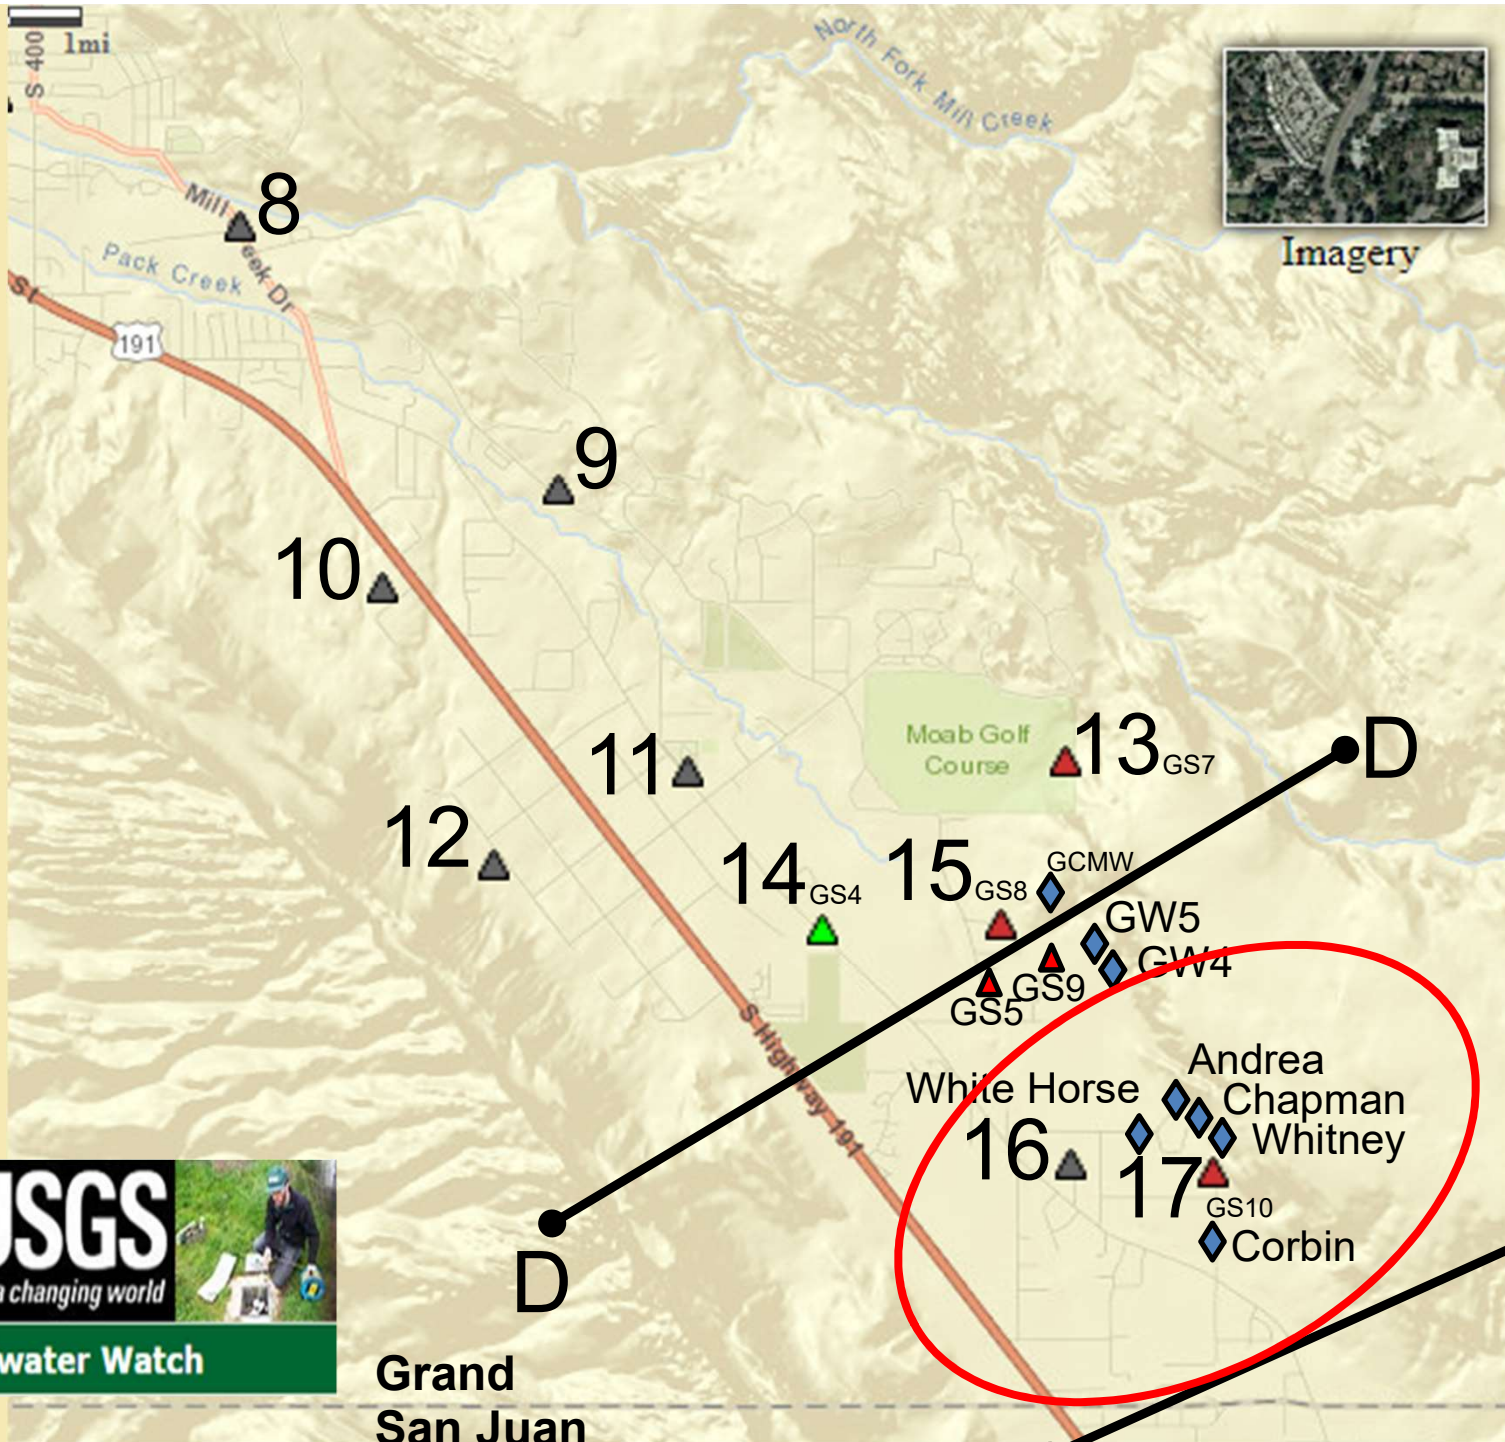 1mi
S 400
North Fork Mill Creek
Imagery
8
Mill
eek Dr
Pack Creek
St
191
9
10
Moab Golf
Course
13 GS7
D
11
12
14 GS4
15 GS8
GCMW
GW5
GW4
GS9
GS5
S Highway 191
Andrea
White Horse
Chapman
Whitney
16
17
GS10
Corbin
D
USGS
a changing world
water Watch
Grand
San Juan